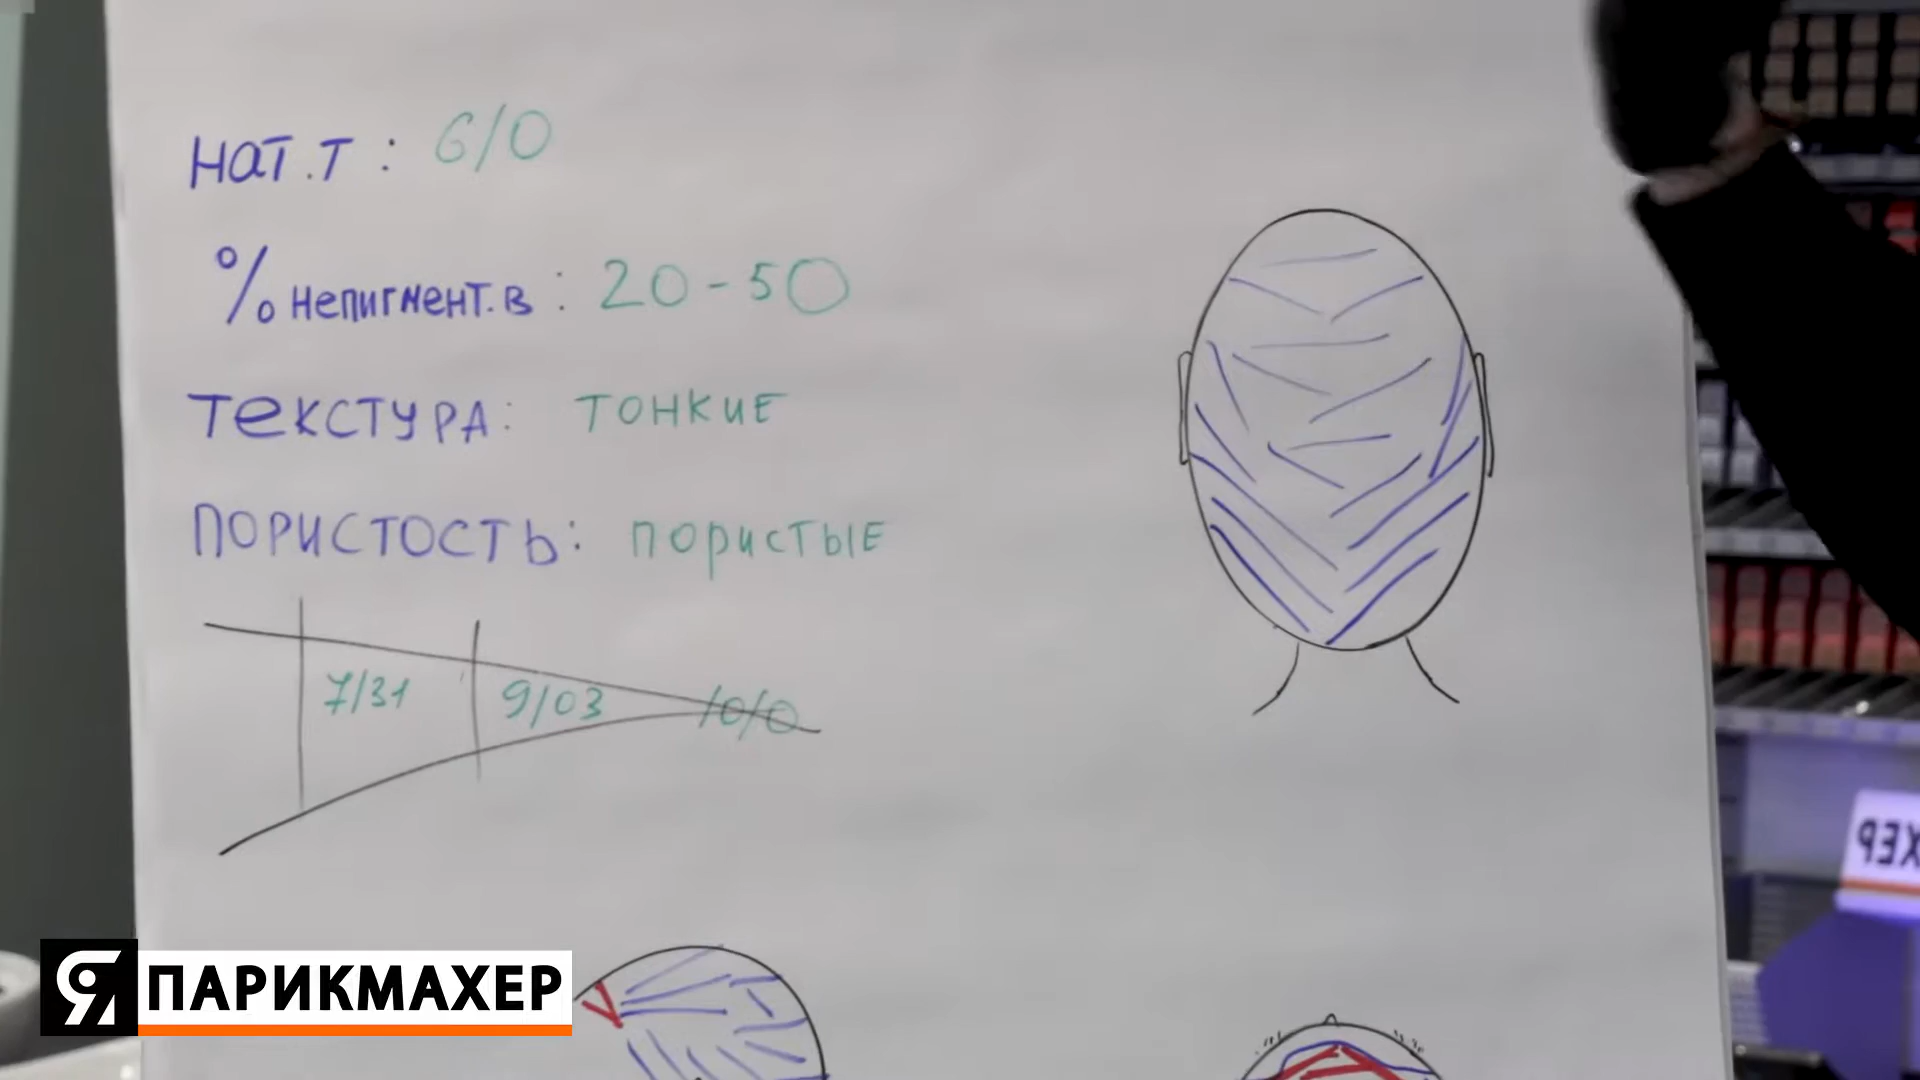 НАТ.Т : 6/0
% НЕПИГМЕНТ.В : 20-50
ТЕКСТУРА: ТОНКИЕ
ПОРИСТОСТЬ: ПОРИСТЫЕ
7/31 9/03 10/0
Я ПАРИКМАХЕР